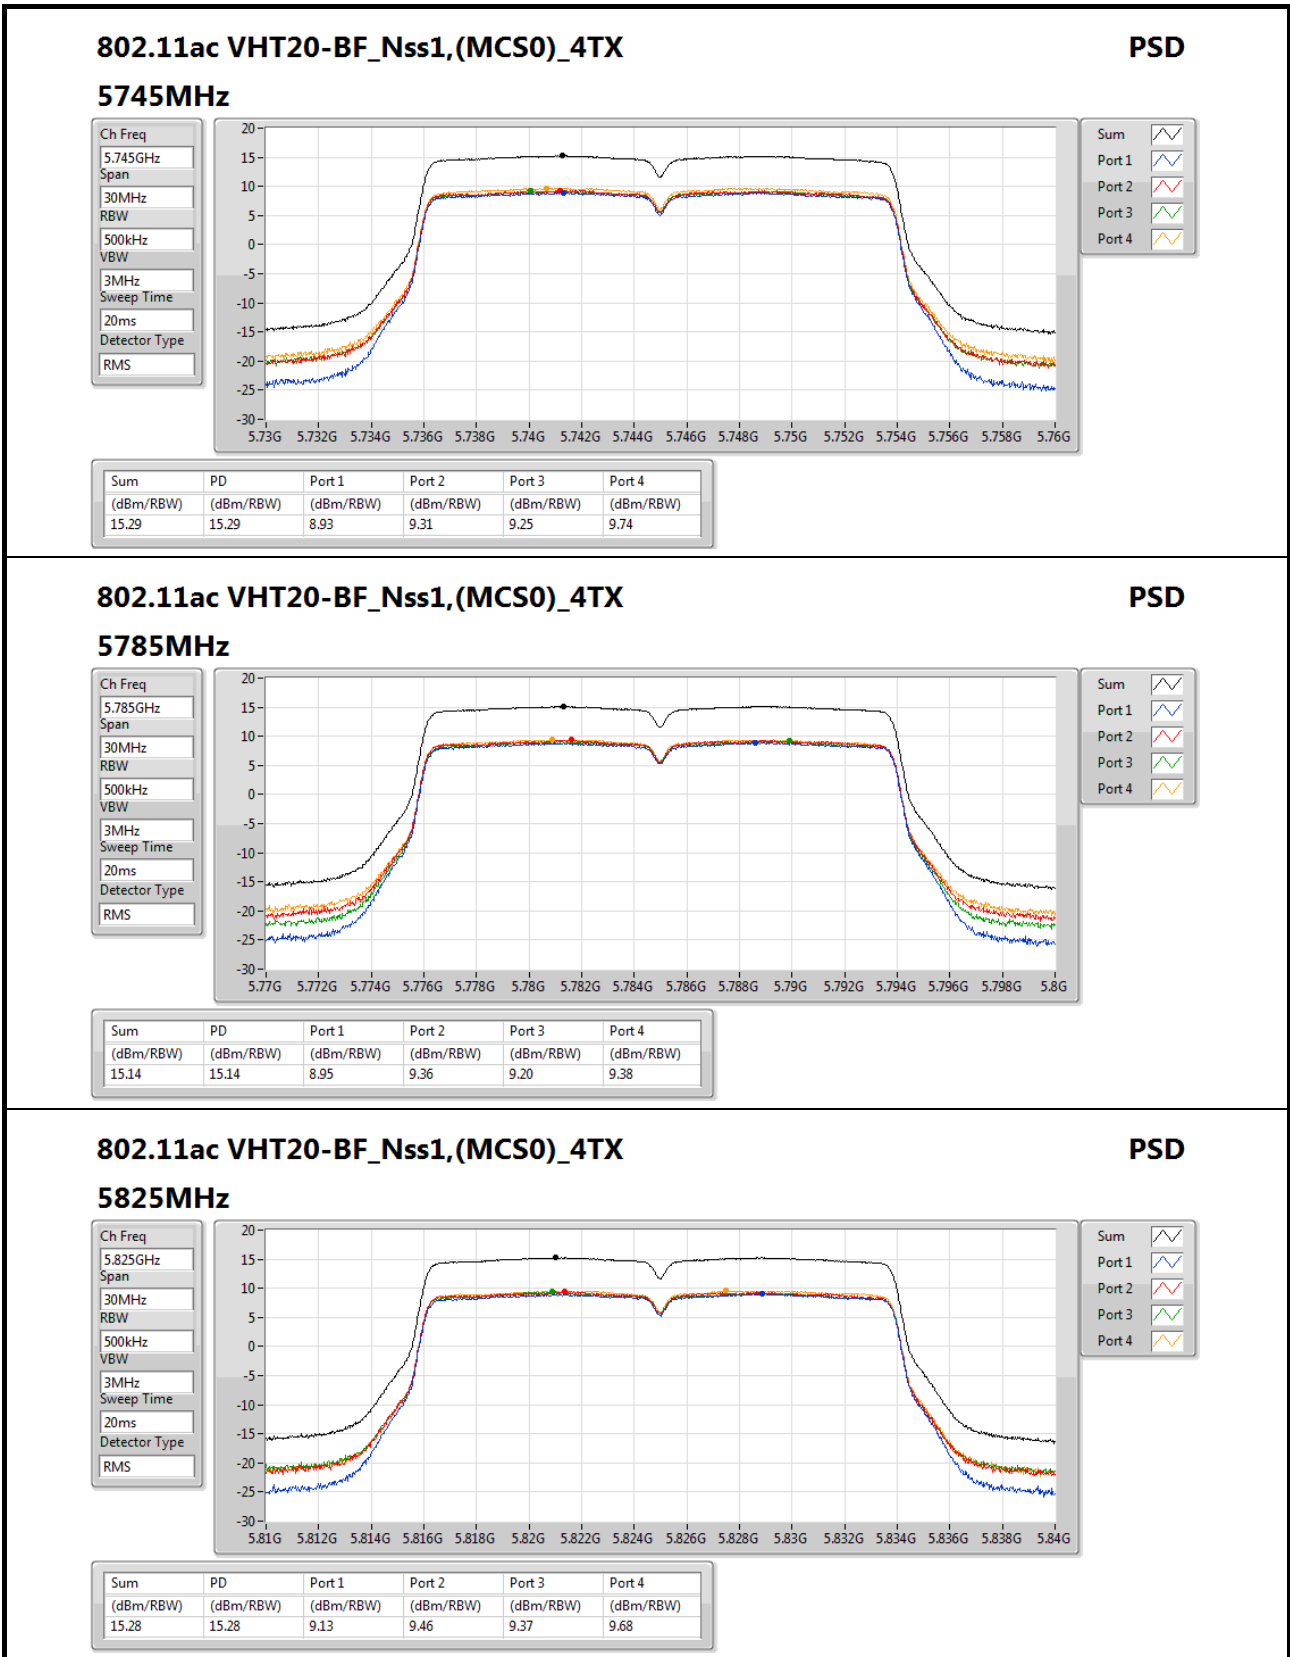 802.11ac VHT20-BF_Nss1,(MCS0)_4TX PSD
5745MHz
Ch Freq
5.745GHz
Span
30MHz
RBW
500kHz
VBW
3MHz
Sweep Time
20ms
Detector Type
RMS
20
15
10
5
0
-5
-10
-15
-20
-25
-30
5.73G 5.732G 5.734G 5.736G 5.738G 5.74G 5.742G 5.744G 5.746G 5.748G 5.75G 5.752G 5.754G 5.756G 5.758G 5.76G
Sum
Port 1
Port 2
Port 3
Port 4
Sum PD Port 1 Port 2 Port 3 Port 4
(dBm/RBW) (dBm/RBW) (dBm/RBW) (dBm/RBW) (dBm/RBW) (dBm/RBW)
15.29 15.29 8.93 9.31 9.25 9.74
802.11ac VHT20-BF_Nss1,(MCS0)_4TX PSD
5785MHz
Ch Freq
5.785GHz
Span
30MHz
RBW
500kHz
VBW
3MHz
Sweep Time
20ms
Detector Type
RMS
20
15
10
5
0
-5
-10
-15
-20
-25
-30
5.77G 5.772G 5.774G 5.776G 5.778G 5.78G 5.782G 5.784G 5.786G 5.788G 5.79G 5.792G 5.794G 5.796G 5.798G 5.8G
Sum
Port 1
Port 2
Port 3
Port 4
Sum PD Port 1 Port 2 Port 3 Port 4
(dBm/RBW) (dBm/RBW) (dBm/RBW) (dBm/RBW) (dBm/RBW) (dBm/RBW)
15.14 15.14 8.95 9.36 9.20 9.38
802.11ac VHT20-BF_Nss1,(MCS0)_4TX PSD
5825MHz
Ch Freq
5.825GHz
Span
30MHz
RBW
500kHz
VBW
3MHz
Sweep Time
20ms
Detector Type
RMS
20
15
10
5
0
-5
-10
-15
-20
-25
-30
5.81G 5.812G 5.814G 5.816G 5.818G 5.82G 5.822G 5.824G 5.826G 5.828G 5.83G 5.832G 5.834G 5.836G 5.838G 5.84G
Sum
Port 1
Port 2
Port 3
Port 4
Sum PD Port 1 Port 2 Port 3 Port 4
(dBm/RBW) (dBm/RBW) (dBm/RBW) (dBm/RBW) (dBm/RBW) (dBm/RBW)
15.28 15.28 9.13 9.46 9.37 9.68